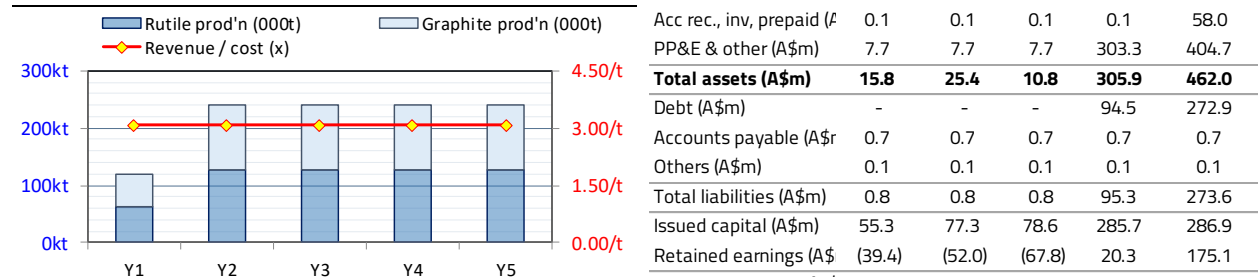 Rutile prod'n (000t) Graphite prod'n (000t)
Revenue / cost (x)
300kt 4.50/t
200kt 3.00/t
100kt 1.50/t
0kt 0.00/t
Y1 Y2 Y3 Y4 Y5
Acc rec., inv, prepaid (A 0.1 0.1 0.1 0.1 58.0
PP&E & other (A$m) 7.7 7.7 7.7 303.3 404.7
Total assets (A$m) 15.8 25.4 10.8 305.9 462.0
Debt (A$m) - - - 94.5 272.9
Accounts payable (A$r 0.7 0.7 0.7 0.7 0.7
Others (A$m) 0.1 0.1 0.1 0.1 0.1
Total liabilities (A$m) 0.8 0.8 0.8 95.3 273.6
Issued capital (A$m) 55.3 77.3 78.6 285.7 286.9
Retained earnings (A$ (39.4) (52.0) (67.8) 20.3 175.1